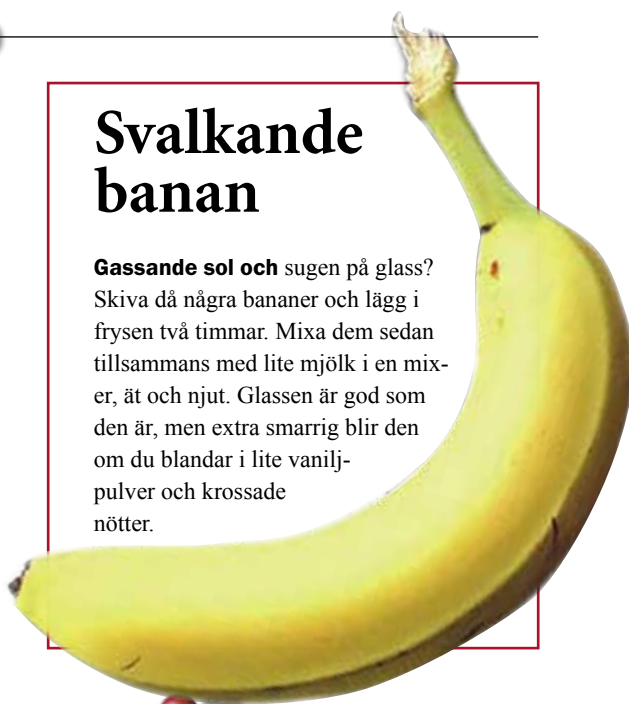 Svalkande
banan
Gassande sol och sugen på glass?
Skiva då några bananer och lägg i
frysen två timmar. Mixa dem sedan
tillsammans med lite mjölk i en mix-
er, ät och njut. Glassen är god som
den är, men extra smarrig blir den
om du blandar i lite vanilj-
pulver och krossade
nötter.